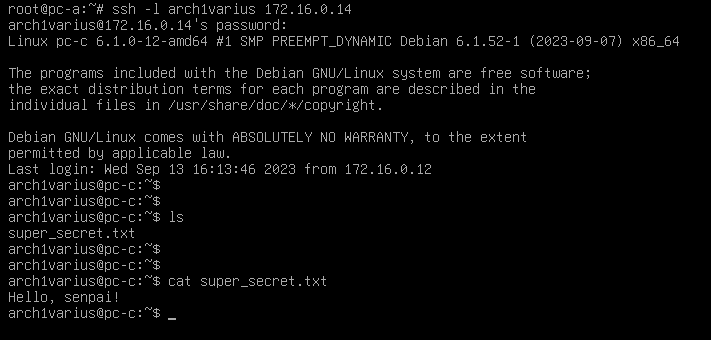 root@pc-a:~# ssh -l arch1varius 172.16.0.14
arch1varius@172.16.0.14's password:
Linux pc-c 6.1.0-12-amd64 #1 SMP PREEMPT_DYNAMIC Debian 6.1.52-1 (2023-09-07) x86_64

The programs included with the Debian GNU/Linux system are free software;
the exact distribution terms for each program are described in the
individual files in /usr/share/doc/*/copyright.

Debian GNU/Linux comes with ABSOLUTELY NO WARRANTY, to the extent
permitted by applicable law.
Last login: Wed Sep 13 16:13:46 2023 from 172.16.0.12
arch1varius@pc-c:~$
arch1varius@pc-c:~$
arch1varius@pc-c:~$ ls
super_secret.txt
arch1varius@pc-c:~$
arch1varius@pc-c:~$
arch1varius@pc-c:~$ cat super_secret.txt
Hello, senpai!
arch1varius@pc-c:~$ _